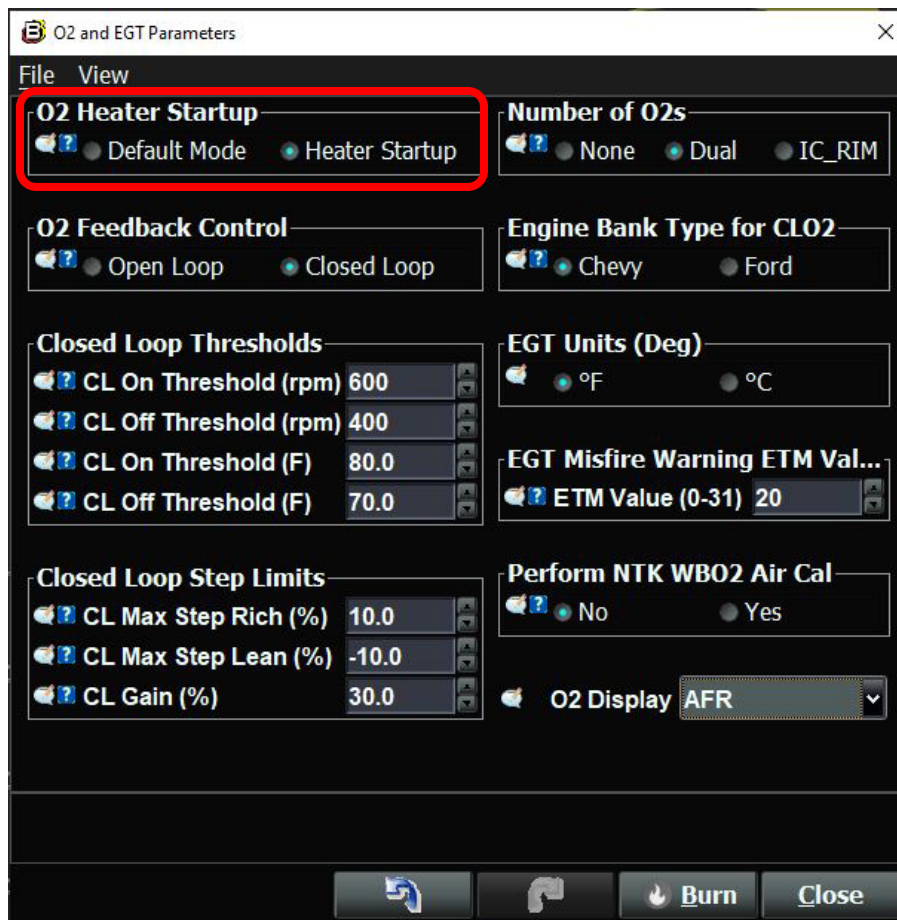 O2 and EGT Parameters
File View
O2 Heater Startup
Default Mode Heater Startup
Number of O2s
None Dual IC_RIM
O2 Feedback Control
Open Loop Closed Loop
Engine Bank Type for CLO2
Chevy Ford
Closed Loop Thresholds
CL On Threshold (rpm) 600
CL Off Threshold (rpm) 400
CL On Threshold (F) 80.0
CL Off Threshold (F) 70.0
EGT Units (Deg)
°F °C
EGT Misfire Warning ETM Val...
ETM Value (0-31) 20
Closed Loop Step Limits
CL Max Step Rich (%) 10.0
CL Max Step Lean (%) -10.0
CL Gain (%) 30.0
Perform NTK WBO2 Air Cal
No Yes
O2 Display AFR
Burn Close